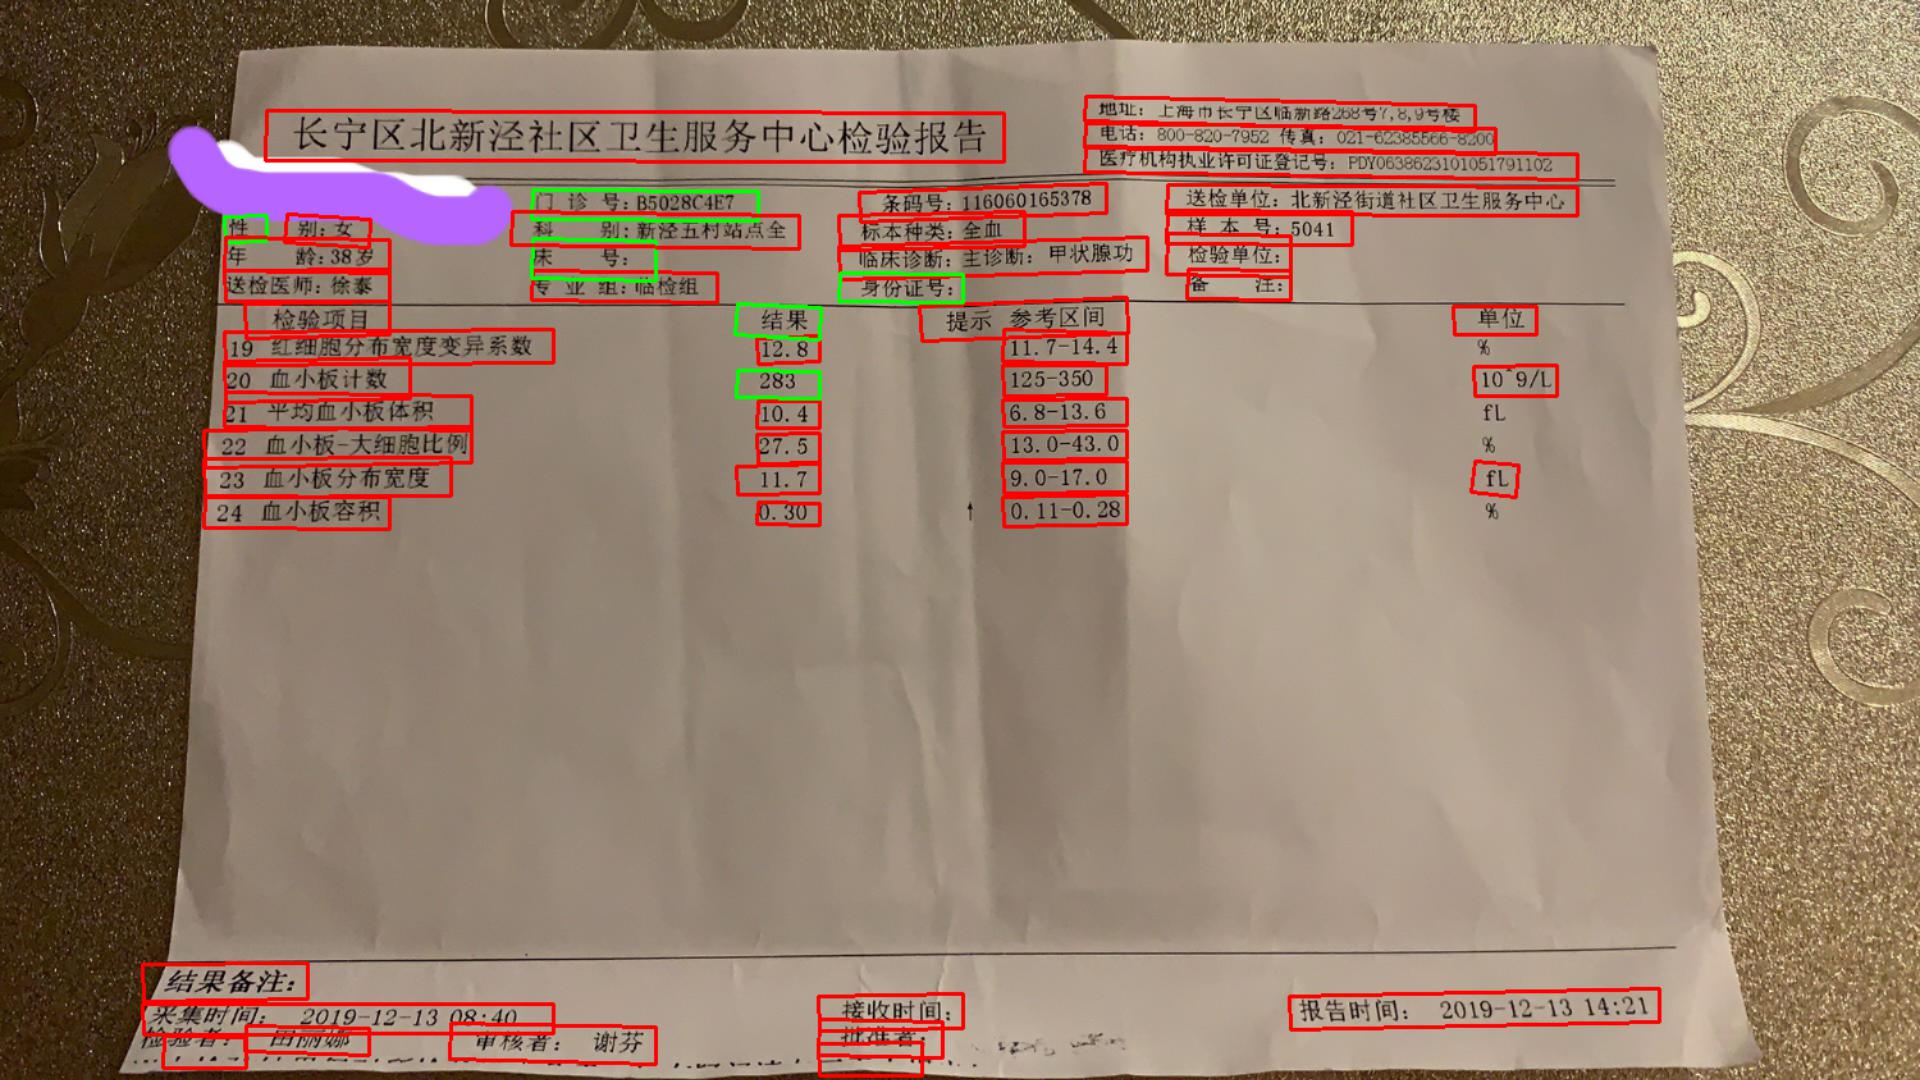 长宁区北新泾社区卫生服务中心检验报告
地址: 上海市长宁区临新路268号7,8,9号楼
电话: 800-820-7952 传真: 021-62385566-8200
医疗机构执业许可证登记号: PDY06386231010517911​02
门 诊 号: B5028C4E7 条码号: 116060165378 送检单位: 北新泾街道社区卫生服务中心
性 别: 女 科 别: 新泾五村站点全 标本种类: 全血 样 本 号: 5041
年 龄: 38岁 床 号: 临床诊断: 主诊断: 甲状腺功 检验单位:
送检医师: 徐泰 专 业 组: 临检组 身份证号: 备 注:
检验项目 结果 提示 参考区间 单位
19 红细胞分布宽度变异系数 12.8 11.7-14.4 %
20 血小板计数 283 125-350 10^9/L
21 平均血小板体积 10.4 6.8-13.6 fL
22 血小板-大细胞比例 27.5 13.0-43.0 %
23 血小板分布宽度 11.7 9.0-17.0 fL
24 血小板容积 0.30 ↑ 0.11-0.28 %
结果备注:
采集时间: 2019-12-13 08:40 接收时间: 报告时间: 2019-12-13 14:21
检验者: 田丽娜 审核者: 谢芬 批准者: